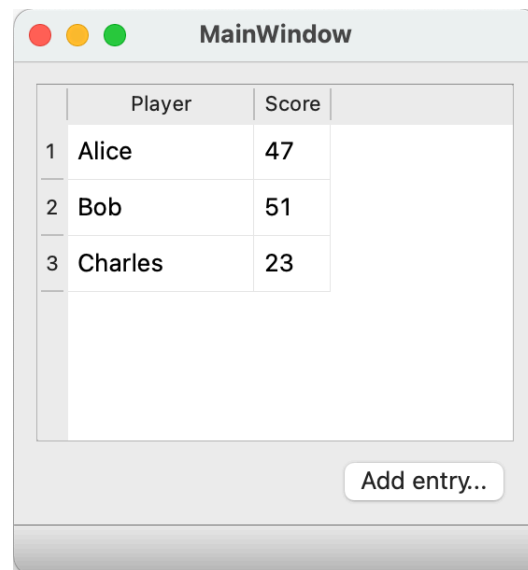 MainWindow
Player Score
1 Alice 47
2 Bob 51
3 Charles 23
Add entry...